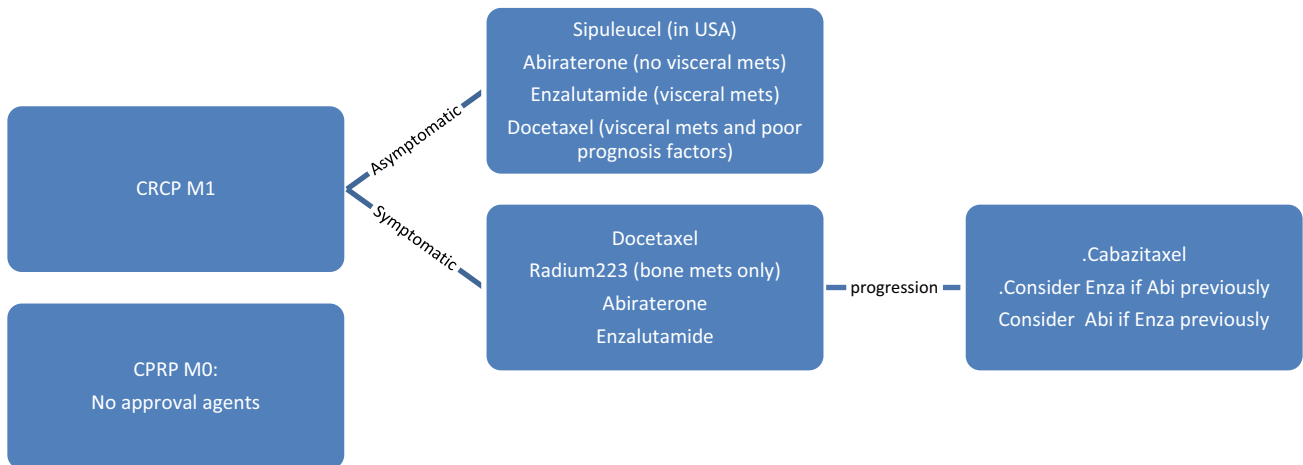 CRCP M1
Asymptomatic
Sipuleucel (in USA)
Abiraterone (no visceral mets)
Enzalutamide (visceral mets)
Docetaxel (visceral mets and poor
prognosis factors)
Symptomatic
Docetaxel
Radium223 (bone mets only)
Abiraterone
Enzalutamide
progression
.Cabazitaxel
.Consider Enza if Abi previously
Consider Abi if Enza previously
CPRP M0:
No approval agents